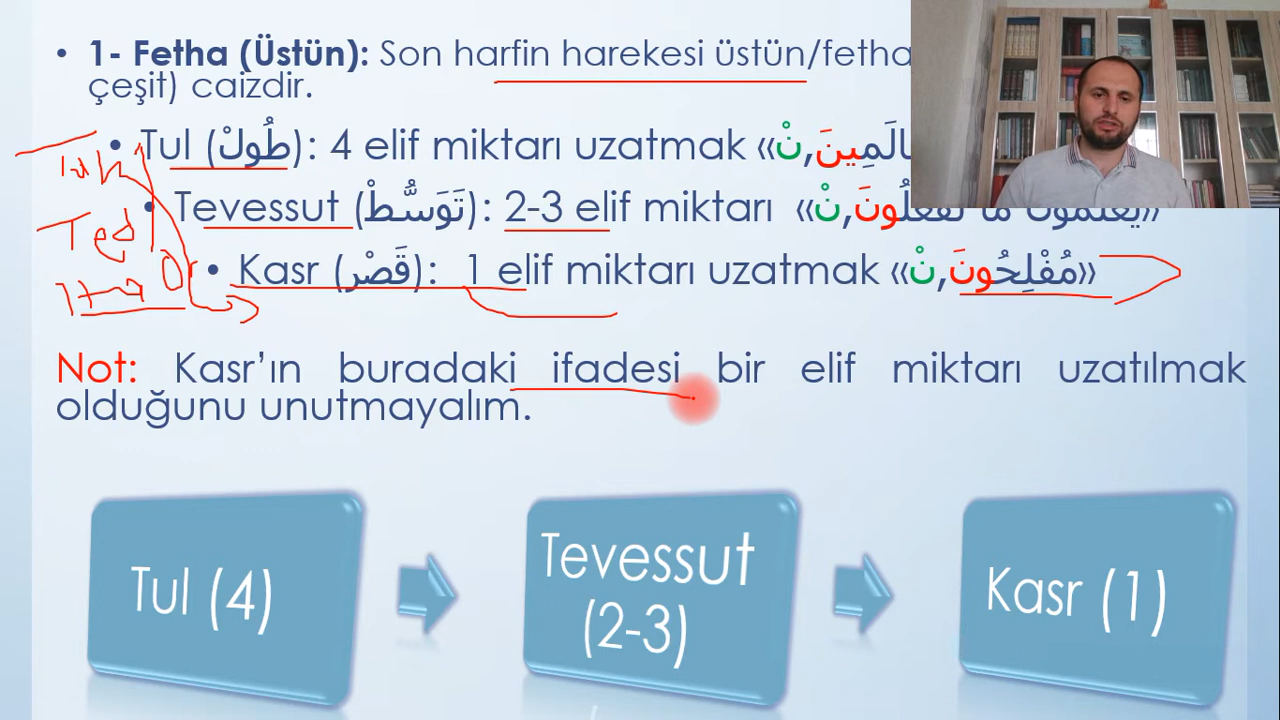 • 1- Fetha (Üstün): Son harfin harekesi üstün/fetha
çeşit) caizdir.
• Tul (طُولْ): 4 elif miktarı uzatmak «الَمِينَ,نْ
• Tevessut (تَوَسُّطْ): 2-3 elif miktarı «يَعْلَمُونَ مَا تَفْعَلُونَ,نْ»
• Kasr (قَصْر): 1 elif miktarı uzatmak «مُفْلِحُونَ,نْ»
Not: Kasr’ın buradaki ifadesi bir elif miktarı uzatılmak
olduğunu unutmayalım.
Tul (4)
Tevessut
(2-3)
Kasr (1)